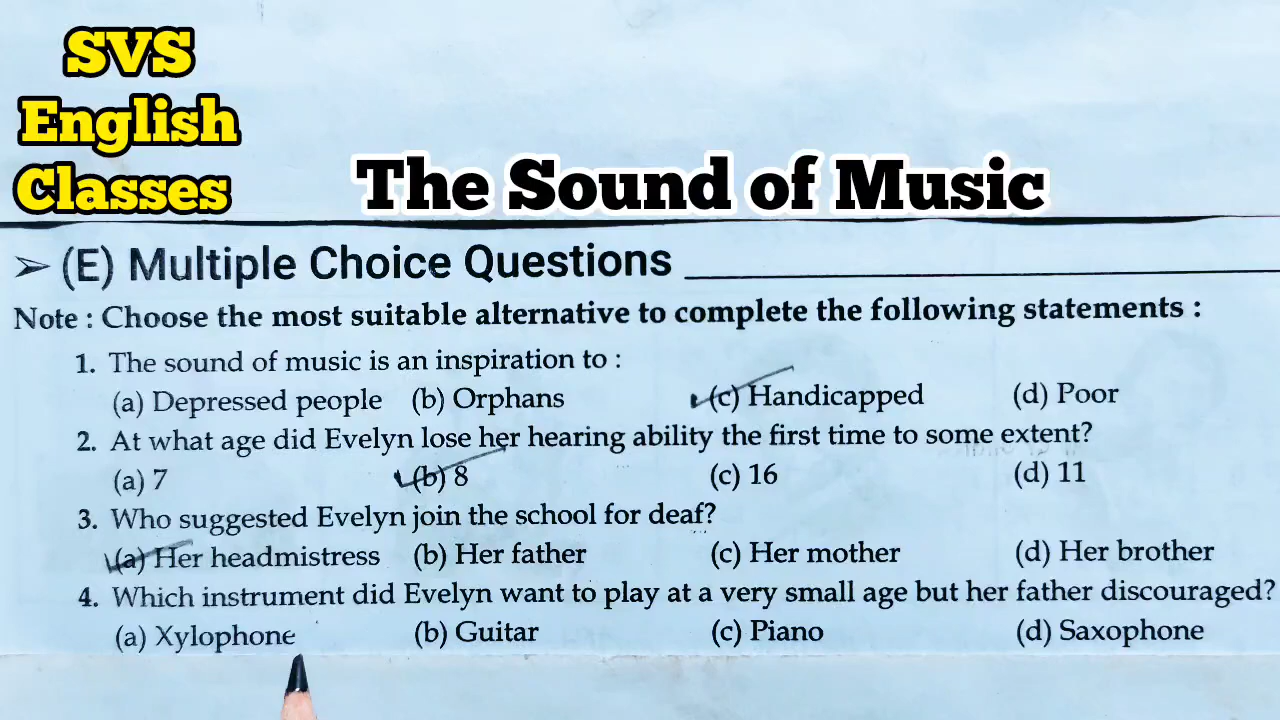 SVS
English
Classes
The Sound of Music
➢ (E) Multiple Choice Questions
Note : Choose the most suitable alternative to complete the following statements :
1. The sound of music is an inspiration to :
(a) Depressed people (b) Orphans (c) Handicapped (d) Poor
2. At what age did Evelyn lose her hearing ability the first time to some extent?
(a) 7 (b) 8 (c) 16 (d) 11
3. Who suggested Evelyn join the school for deaf?
(a) Her headmistress (b) Her father (c) Her mother (d) Her brother
4. Which instrument did Evelyn want to play at a very small age but her father discouraged?
(a) Xylophone (b) Guitar (c) Piano (d) Saxophone